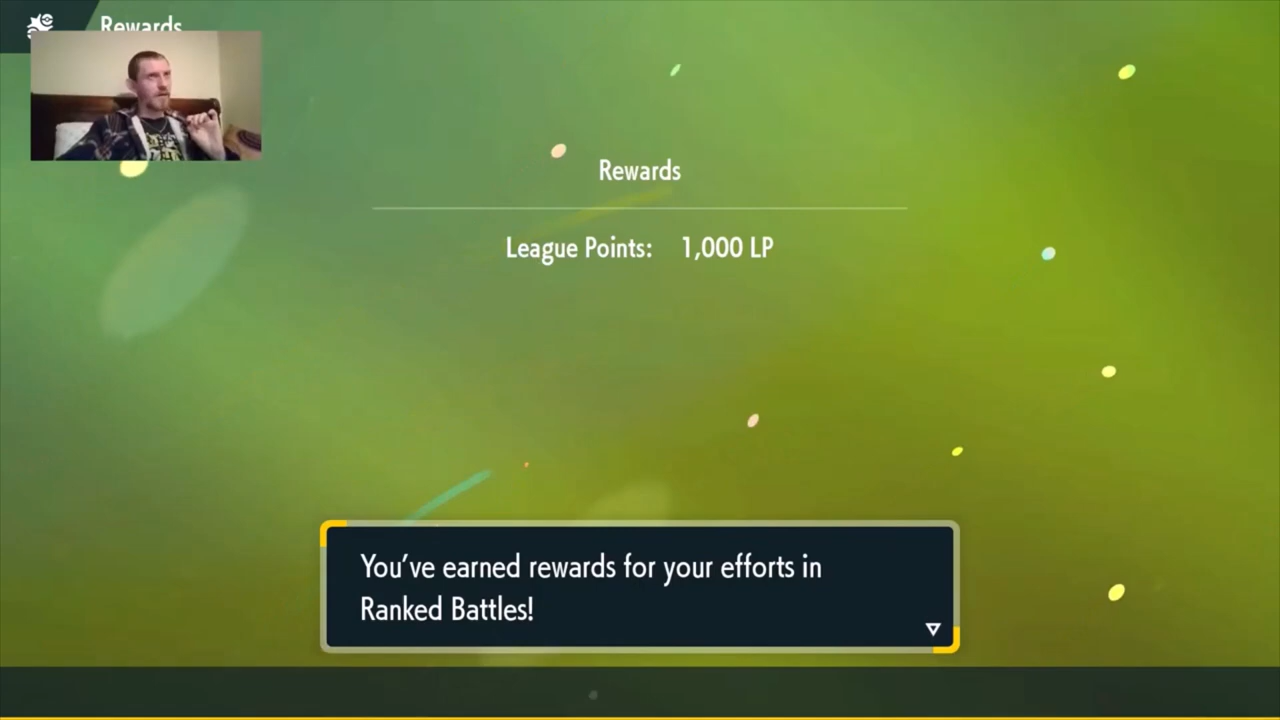 Rewards
Rewards
League Points: 1,000 LP
You've earned rewards for your efforts in
Ranked Battles!